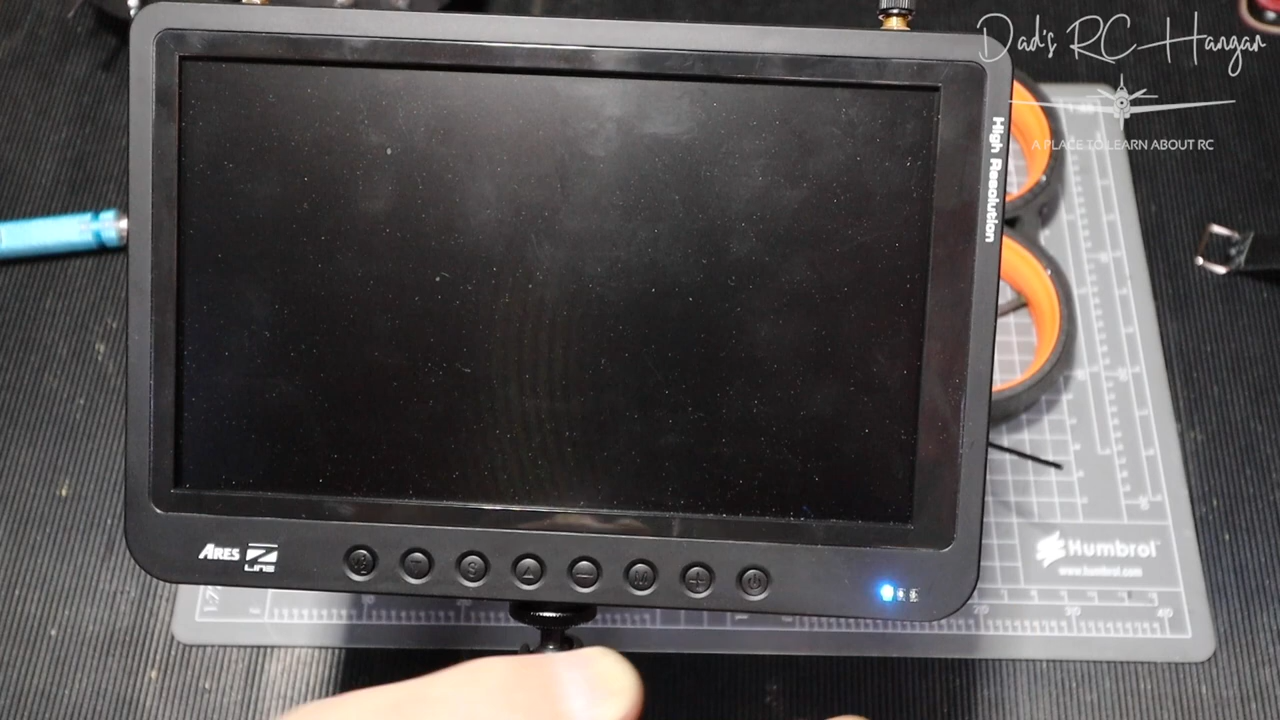 Dad's RC Hangar
A PLACE TO LEARN ABOUT RC
High Resolution
ARES
LINE
S
M
Humbrol
www.humbrol.com